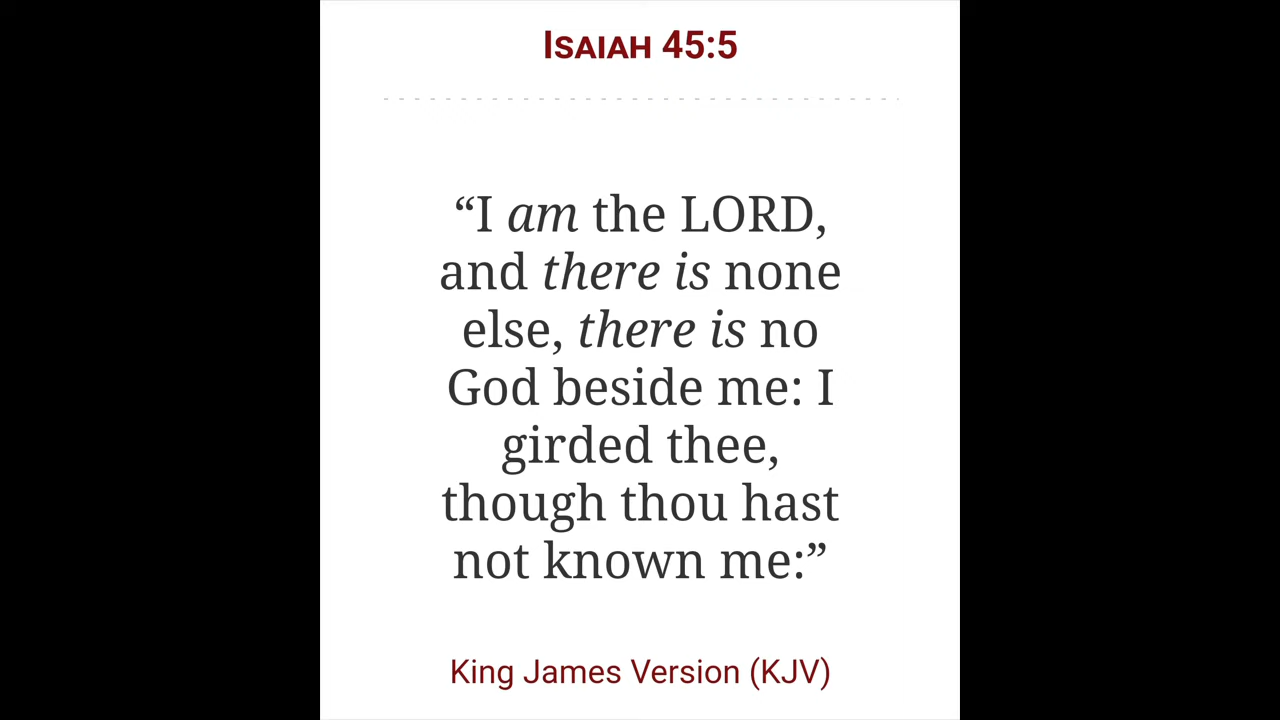 Isaiah 45:5
“I am the LORD,
and there is none
else, there is no
God beside me: I
girded thee,
though thou hast
not known me:”
King James Version (KJV)